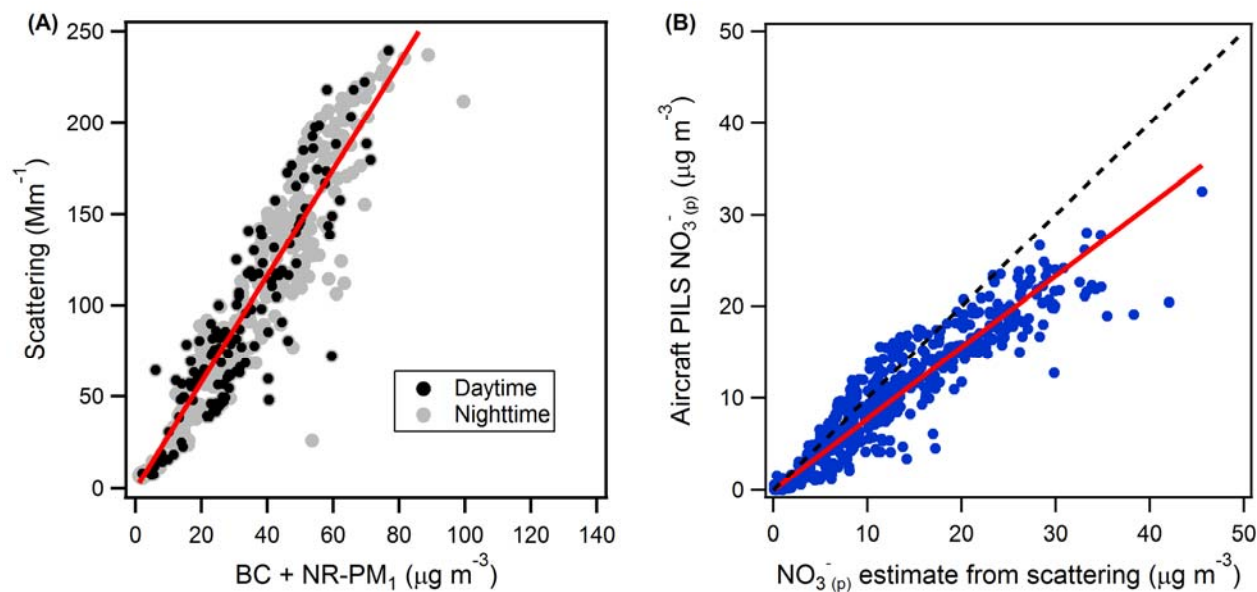 (A)
Scattering (Mm⁻¹)
250
200
150
100
50
0
Daytime
Nighttime
0 20 40 60 80 100 120 140
BC + NR-PM₁ (µg m⁻³)
(B)
Aircraft PILS NO₃⁻(p) (µg m⁻³)
50
40
30
20
10
0
0 10 20 30 40 50
NO₃⁻(p) estimate from scattering (µg m⁻³)